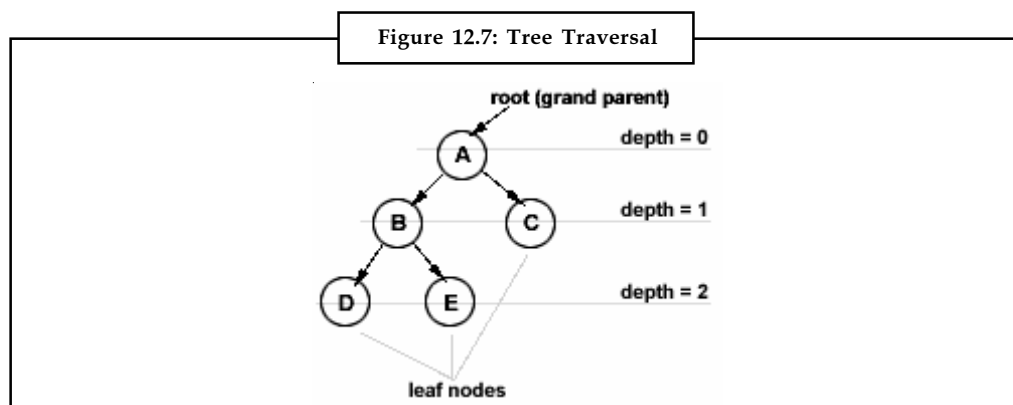 Figure 12.7: Tree Traversal
root (grand parent)
depth = 0
A
depth = 1
B
C
depth = 2
D
E
leaf nodes